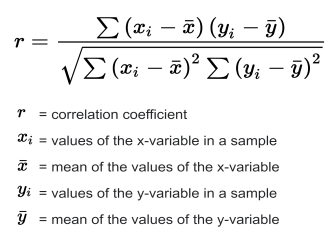 r = ∑ (xᵢ − x̄) (yᵢ − ȳ) / √(∑ (xᵢ − x̄)² ∑ (yᵢ − ȳ)²)
r = correlation coefficient
xᵢ = values of the x-variable in a sample
x̄ = mean of the values of the x-variable
yᵢ = values of the y-variable in a sample
ȳ = mean of the values of the y-variable